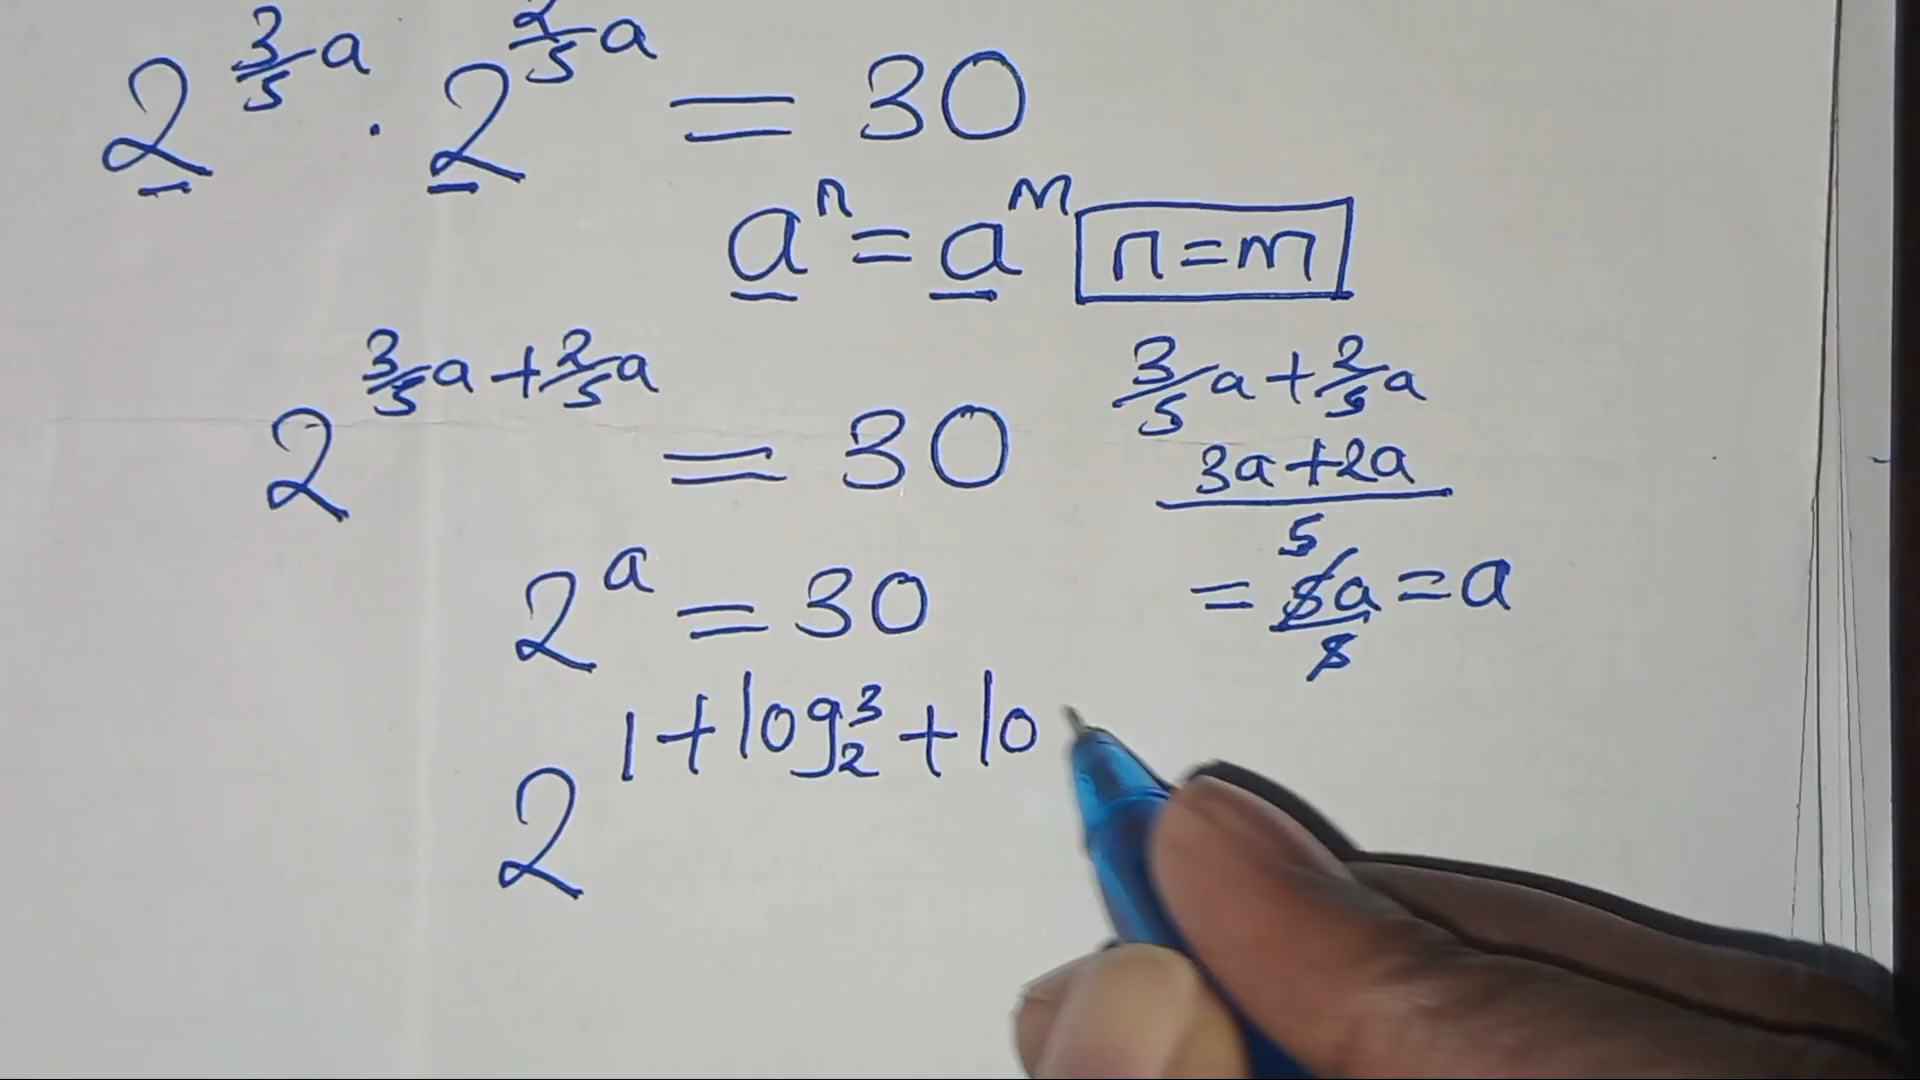 2^{3/5 a} · 2^{2/5 a} = 30
a^n = a^m n=m
2^{3/5 a + 2/5 a} = 30
3/5 a + 2/5 a
3a+2a
5
2^a = 30
= 5a/5 = a
2^{1+log_2^3+lo